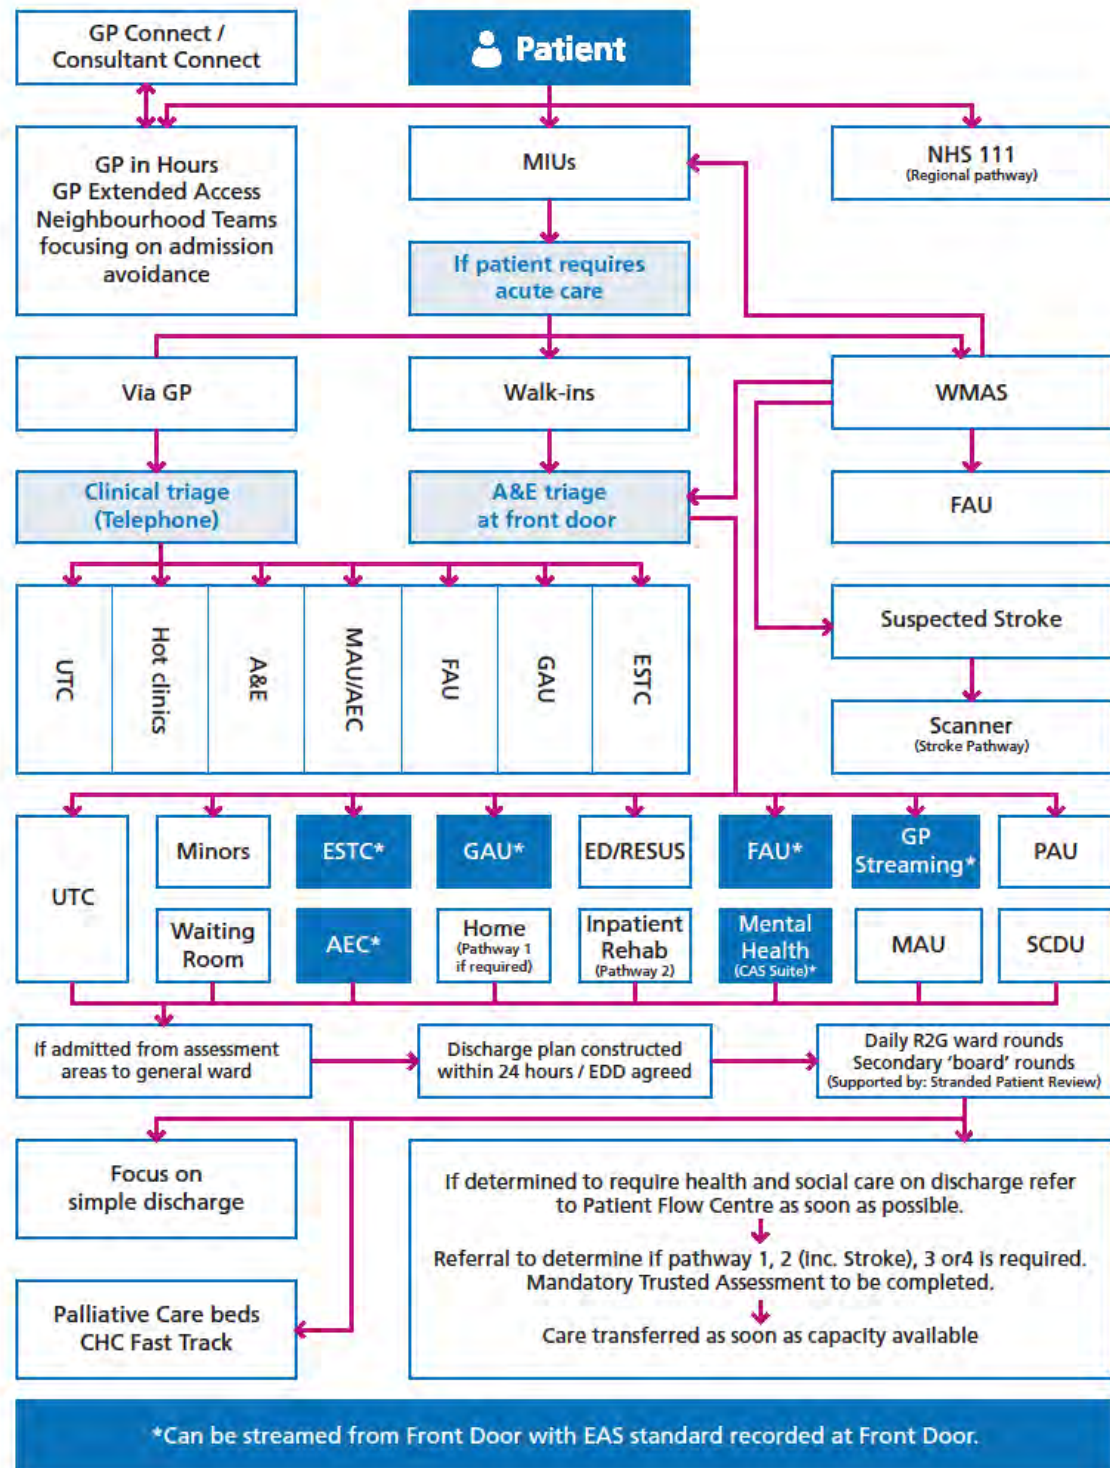 GP Connect /
Consultant Connect
Patient
GP in Hours
GP Extended Access
Neighbourhood Teams
focusing on admission
avoidance
MIUs
NHS 111
(Regional pathway)
If patient requires
acute care
Via GP
Walk-ins
WMAS
Clinical triage
(Telephone)
A&E triage
at front door
FAU
UTC
Hot clinics
A&E
MAU/AEC
FAU
GAU
ESTC
Suspected Stroke
Scanner
(Stroke Pathway)
UTC
Minors
ESTC*
GAU*
ED/RESUS
FAU*
GP
Streaming*
PAU
Waiting
Room
AEC*
Home
(Pathway 1
if required)
Inpatient
Rehab
(Pathway 2)
Mental
Health
(CAS Suite)*
MAU
SCDU
If admitted from assessment
areas to general ward
Discharge plan constructed
within 24 hours / EDD agreed
Daily R2G ward rounds
Secondary 'board' rounds
(Supported by: Stranded Patient Review)
Focus on
simple discharge
If determined to require health and social care on discharge refer
to Patient Flow Centre as soon as possible.
Referral to determine if pathway 1, 2 (inc. Stroke), 3 or4 is required.
Mandatory Trusted Assessment to be completed.
Care transferred as soon as capacity available
Palliative Care beds
CHC Fast Track
*Can be streamed from Front Door with EAS standard recorded at Front Door.